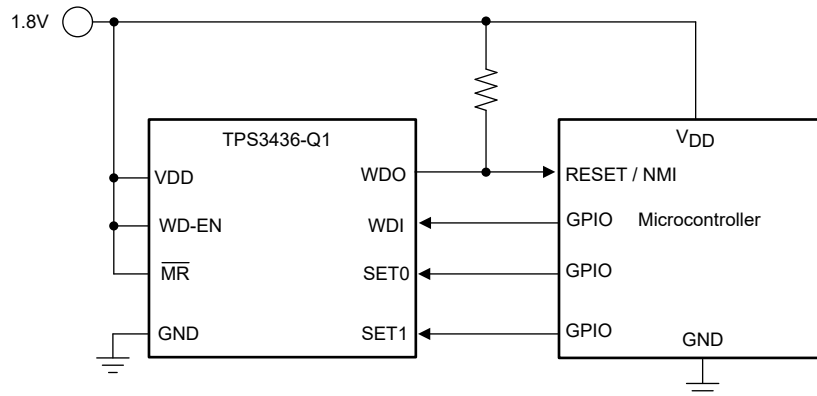 1.8V
TPS3436-Q1
VDD
WD-EN
MR
GND
WDO
WDI
SET0
SET1
VDD
RESET / NMI
GPIO Microcontroller
GPIO
GPIO
GND